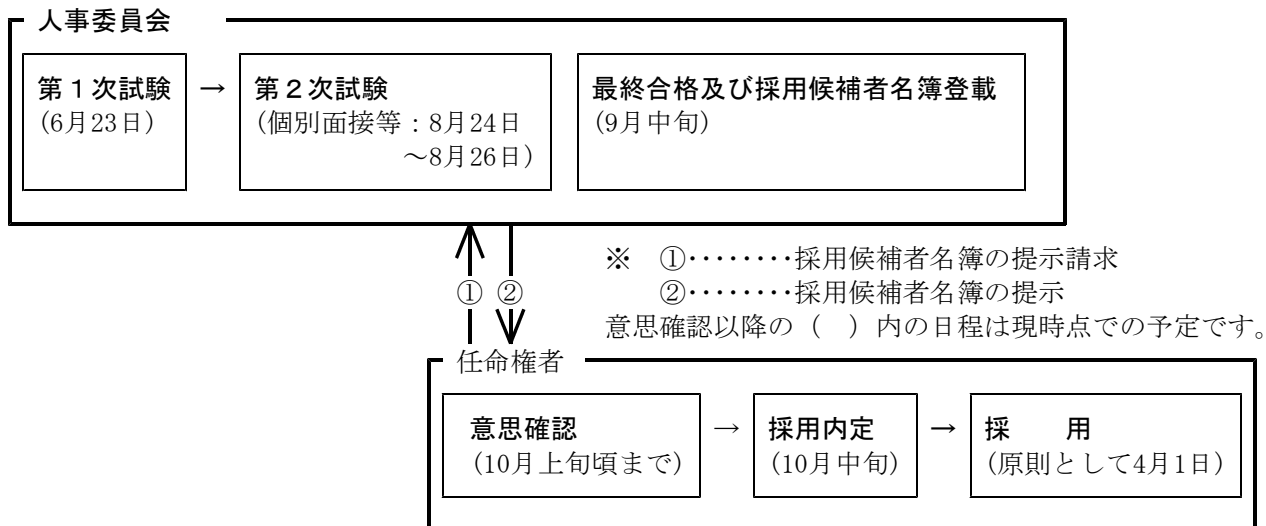 人事委員会
第1次試験 → 第2次試験 最終合格及び採用候補者名簿登載
(6月23日) (個別面接等:8月24日 (9月中旬)
～8月26日)
※ ①········採用候補者名簿の提示請求
① ② ②········採用候補者名簿の提示
意思確認以降の( )内の日程は現時点での予定です。
任命権者
意思確認 → 採用内定 → 採 用
(10月上旬頃まで) (10月中旬) (原則として4月1日)